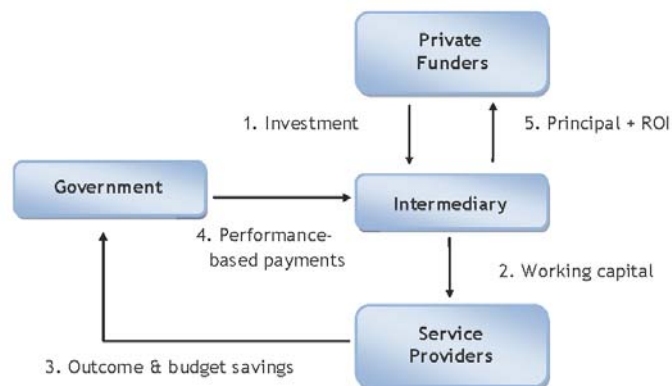 Private
Funders
1. Investment
5. Principal + ROI
Government
Intermediary
4. Performance-
based payments
2. Working capital
Service
Providers
3. Outcome & budget savings